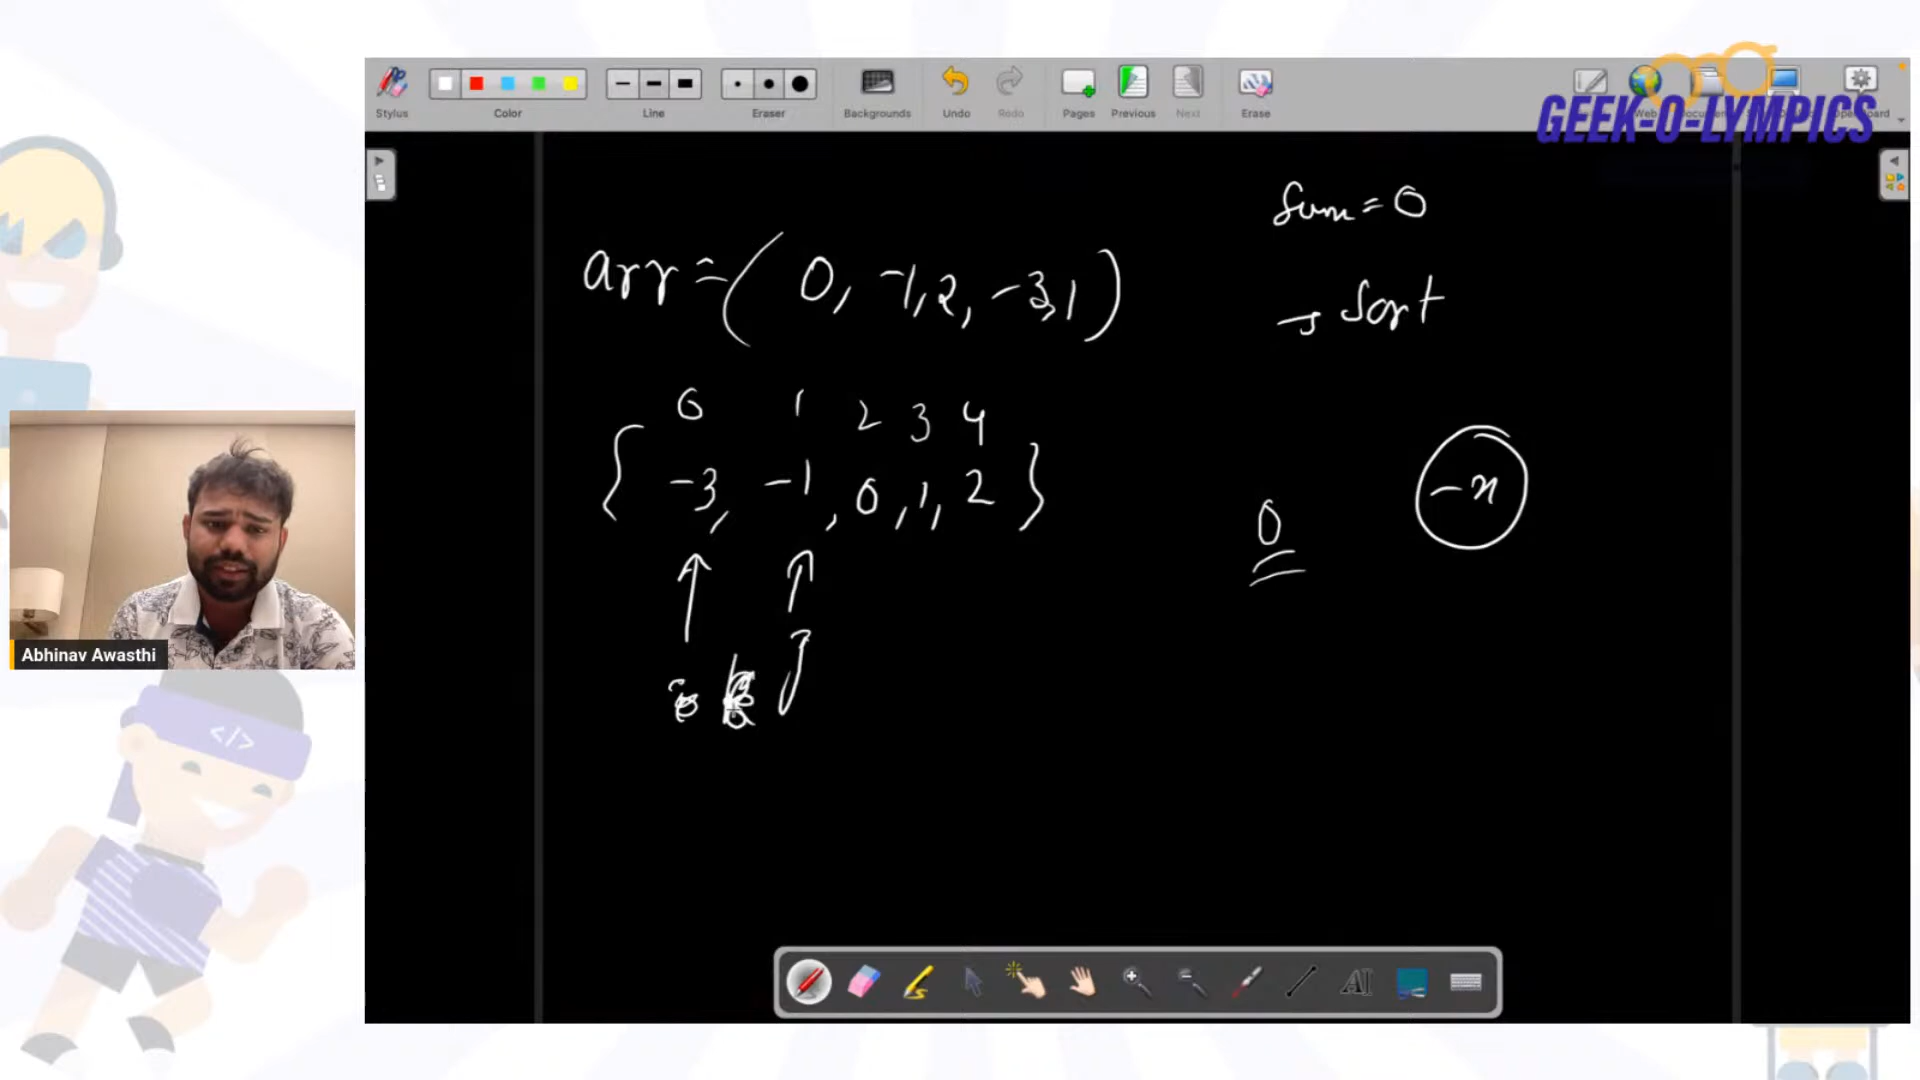 Stylus
Color
Line
Eraser
Backgrounds
Undo
Redo
Pages
Previous
Next
Erase
GEEK-O-LYMPICS
Sum = 0
arr = ( 0, -1, 2, -3, 1 )
→ Sort
0 1 2 3 4
{ -3, -1, 0, 1, 2 }
-x
0
j
Abhinav Awasthi
</>
AI